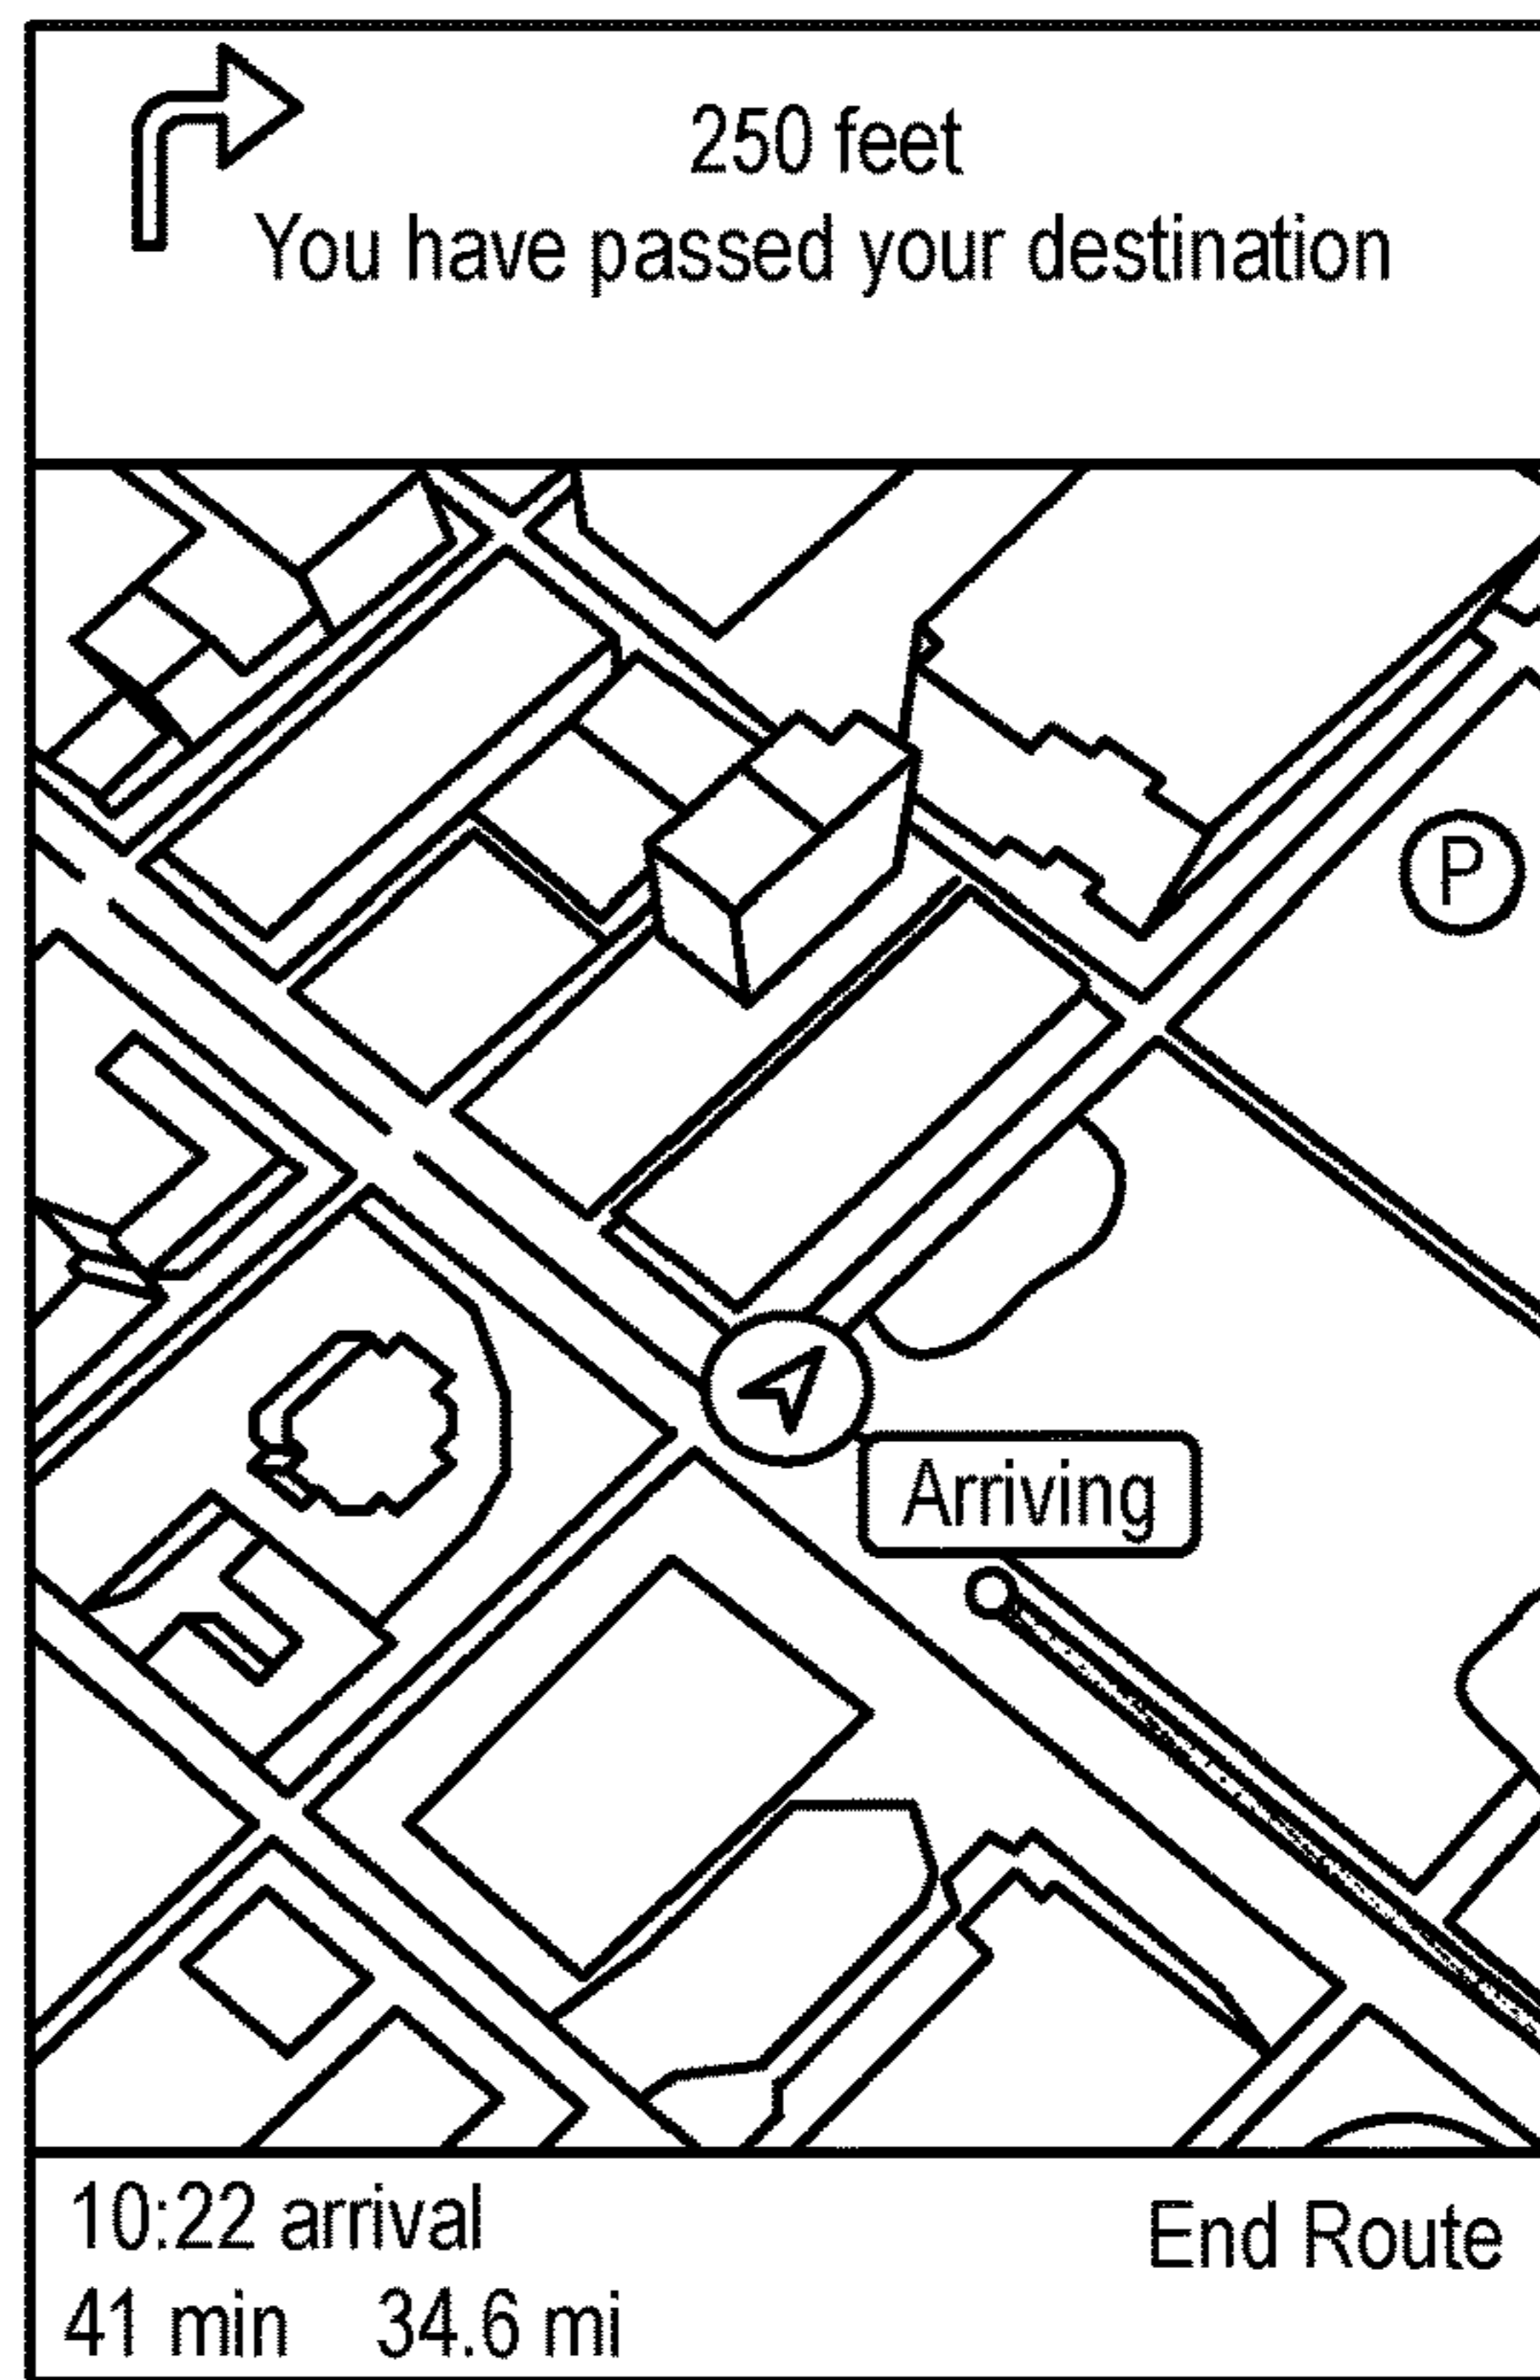 250 feet
You have passed your destination
P
Arriving
10:22 arrival
End Route
41 min 34.6 mi